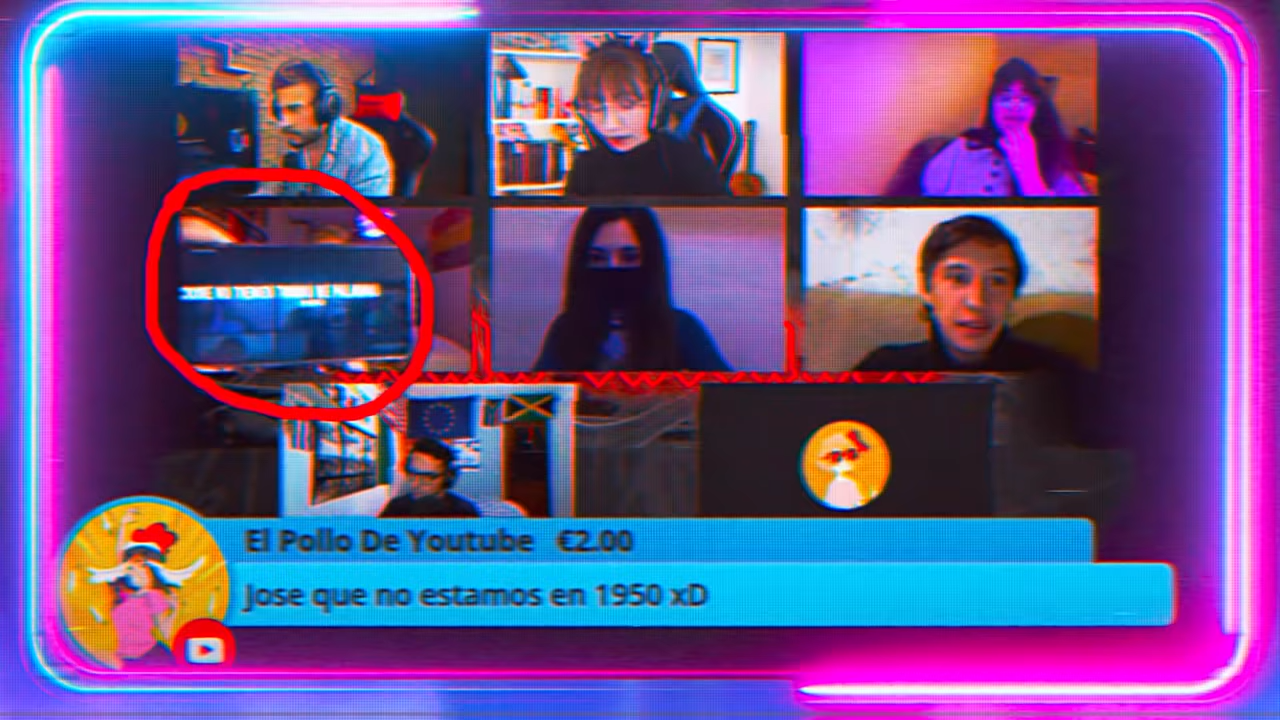 El Pollo De Youtube €2.00
Jose que no estamos en 1950 xD